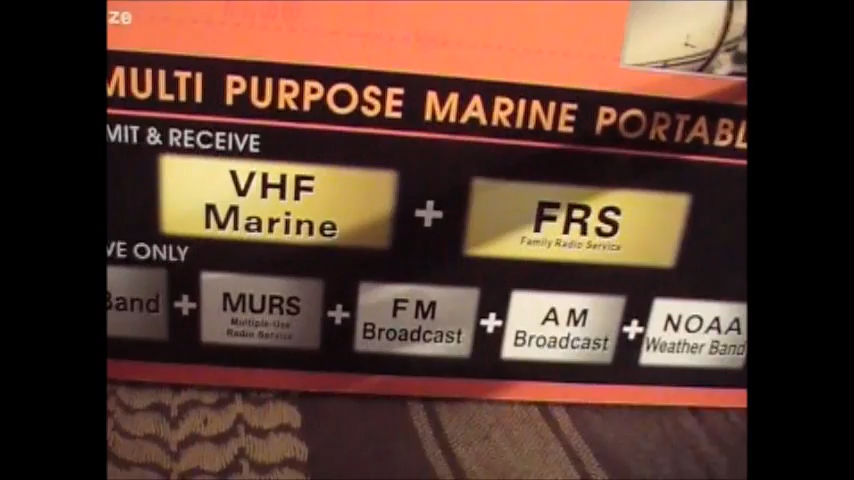 ze
MULTI PURPOSE MARINE PORTABL
MIT & RECEIVE
VHF
Marine
+
FRS
Family Radio Service
VE ONLY
Band + MURS
Multiple-Use
Radio Service
+ FM
Broadcast
+ AM
Broadcast
+ NOAA
Weather Band